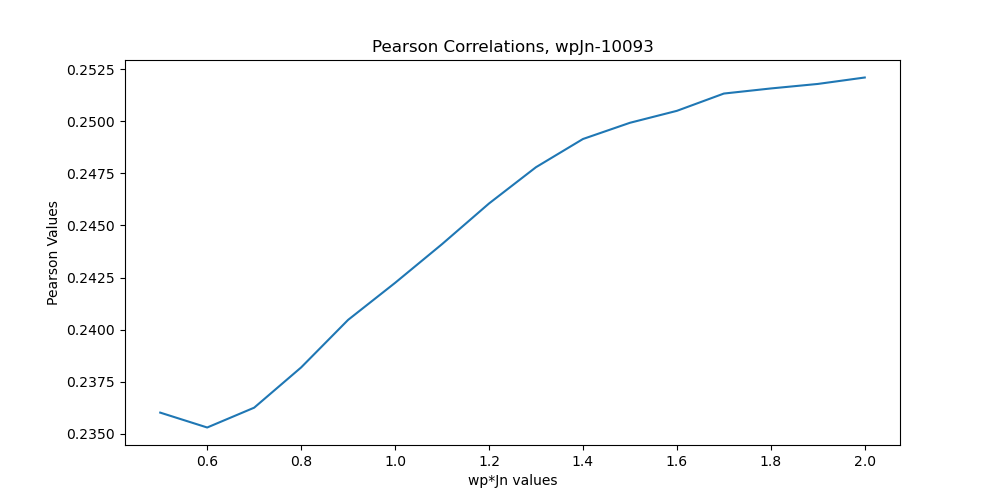 Pearson Correlations, wpJn-10093
Pearson Values
0.2525
0.2500
0.2475
0.2450
0.2425
0.2400
0.2375
0.2350
0.6 0.8 1.0 1.2 1.4 1.6 1.8 2.0
wp*Jn values